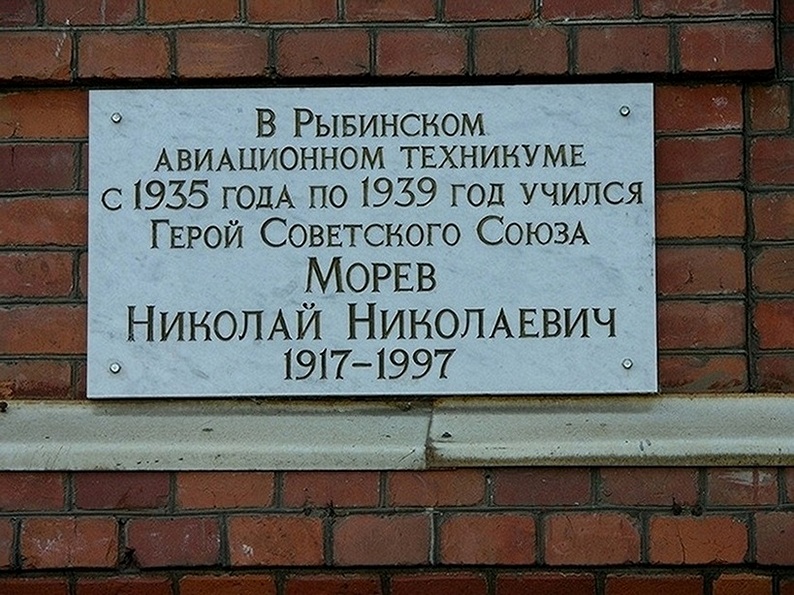 В Рыбинском
авиационном техникуме
с 1935 года по 1939 год учился
Герой Советского Союза
Морев
Николай Николаевич
1917–1997